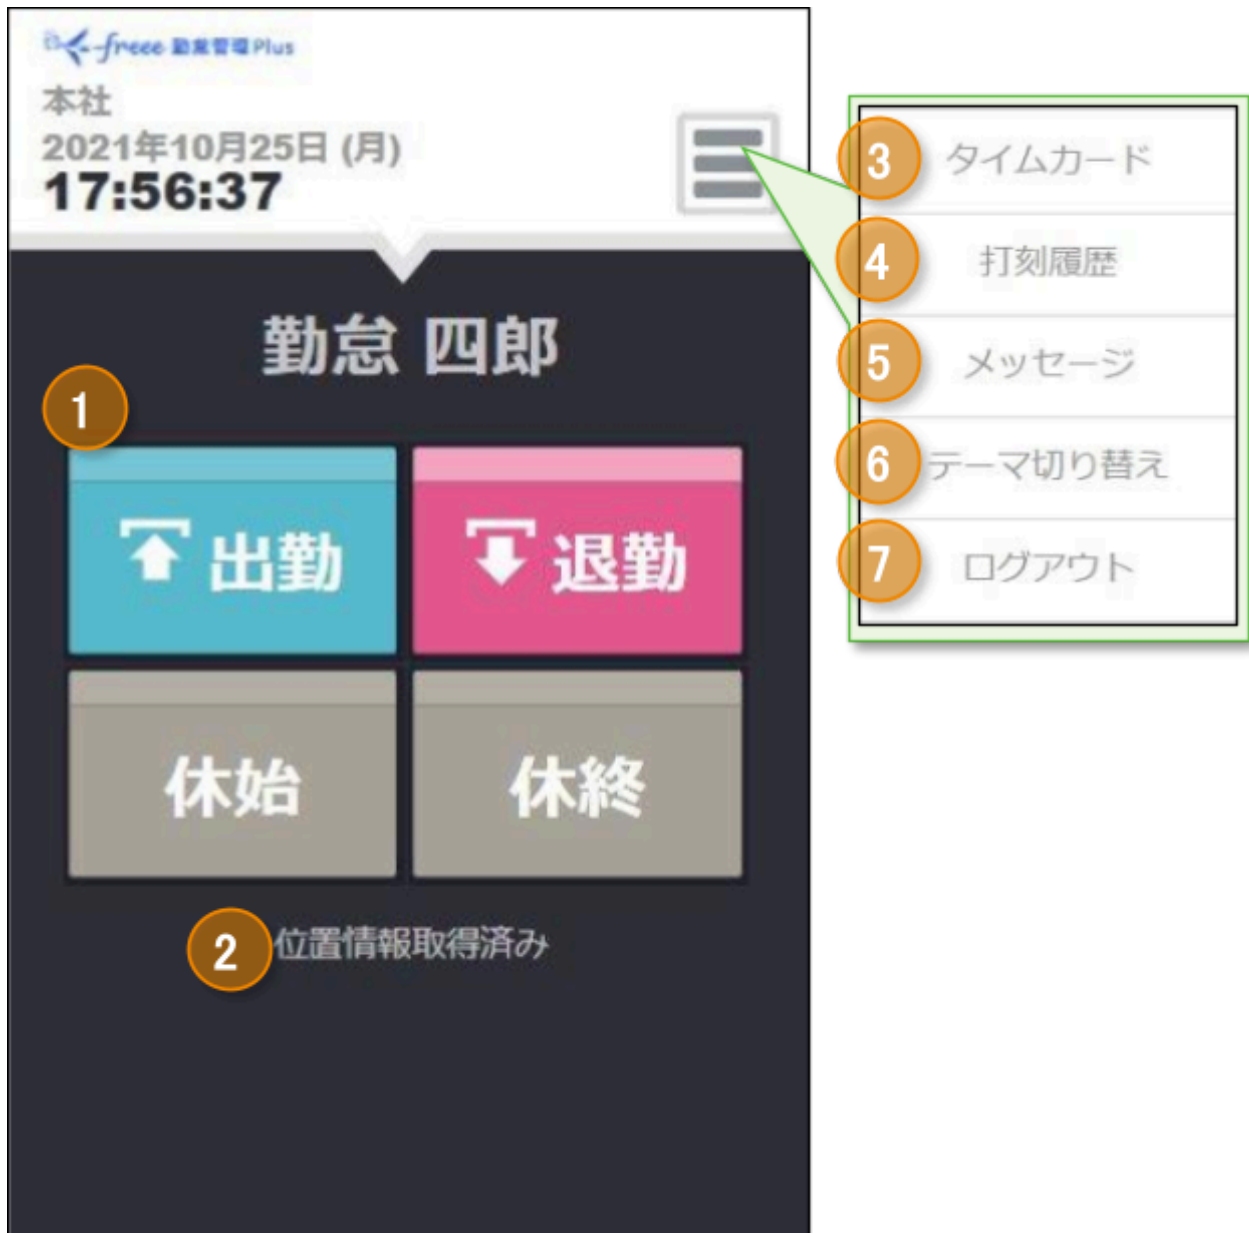 freee 勤怠管理Plus
本社
2021年10月25日 (月)
17:56:37
勤怠 四郎
1
出勤
退勤
休始
休終
2 位置情報取得済み
3 タイムカード
4 打刻履歴
5 メッセージ
6 テーマ切り替え
7 ログアウト